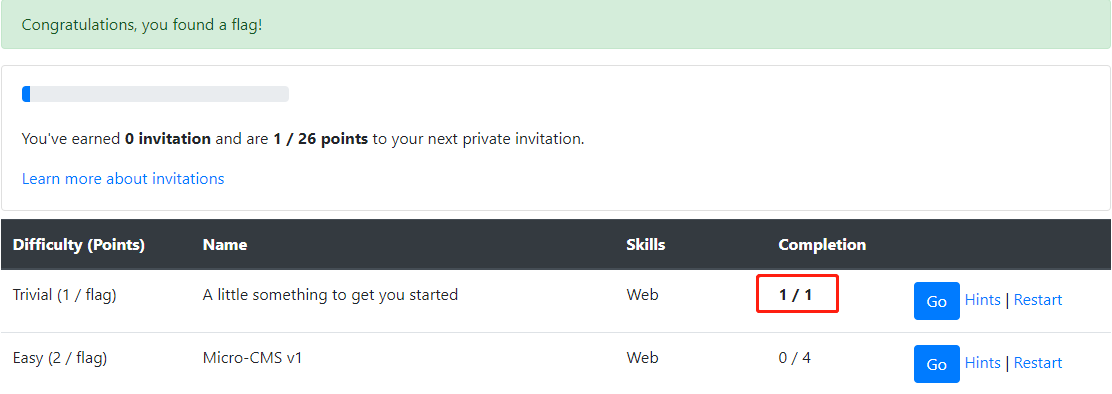 Congratulations, you found a flag!
You've earned 0 invitation and are 1 / 26 points to your next private invitation.
Learn more about invitations
Difficulty (Points) Name Skills Completion
Trivial (1 / flag) A little something to get you started Web 1 / 1 Go Hints | Restart
Easy (2 / flag) Micro-CMS v1 Web 0 / 4 Go Hints | Restart